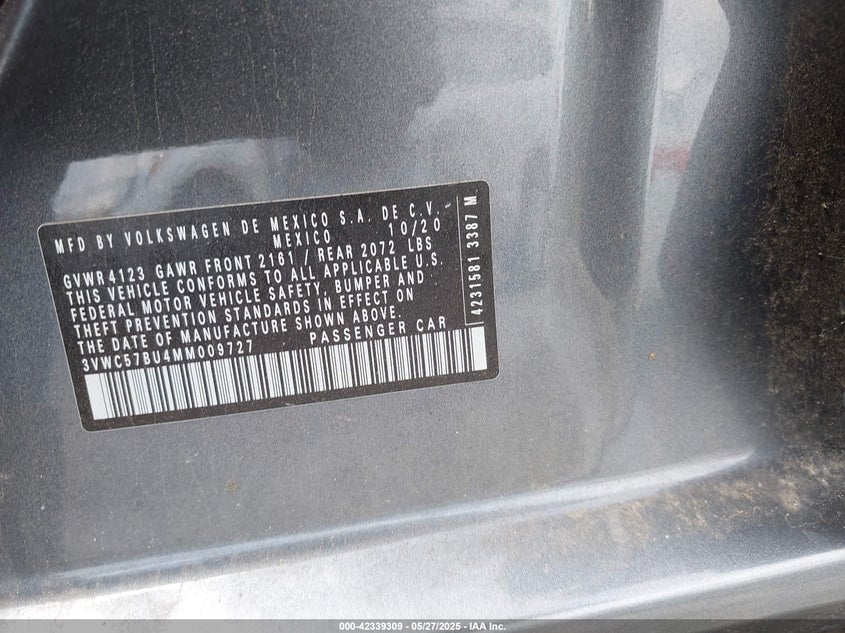 MFD BY VOLKSWAGEN DE MEXICO S.A. DE C.V.
MEXICO 10/20
GVWR 4123 GAWR FRONT 2161 / REAR 2072 LBS
THIS VEHICLE CONFORMS TO ALL APPLICABLE U.S.
FEDERAL MOTOR VEHICLE SAFETY, BUMPER AND
THEFT PREVENTION STANDARDS IN EFFECT ON
THE DATE OF MANUFACTURE SHOWN ABOVE.
3VWC57BU4MM009727 PASSENGER CAR
4231581 3387 M
000-42339309 — 05/27/2025 - IAA Inc.